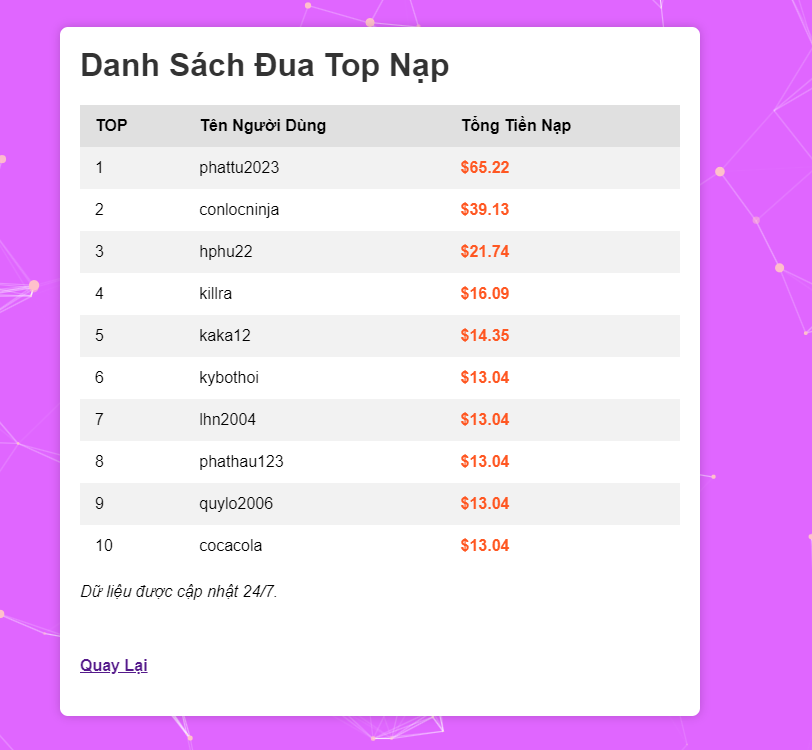 Danh Sách Đua Top Nạp
TOP Tên Người Dùng Tổng Tiền Nạp
1 phattu2023 $65.22
2 conlocninja $39.13
3 hphu22 $21.74
4 killra $16.09
5 kaka12 $14.35
6 kybothoi $13.04
7 lhn2004 $13.04
8 phathau123 $13.04
9 quylo2006 $13.04
10 cocacola $13.04
Dữ liệu được cập nhật 24/7.
Quay Lại